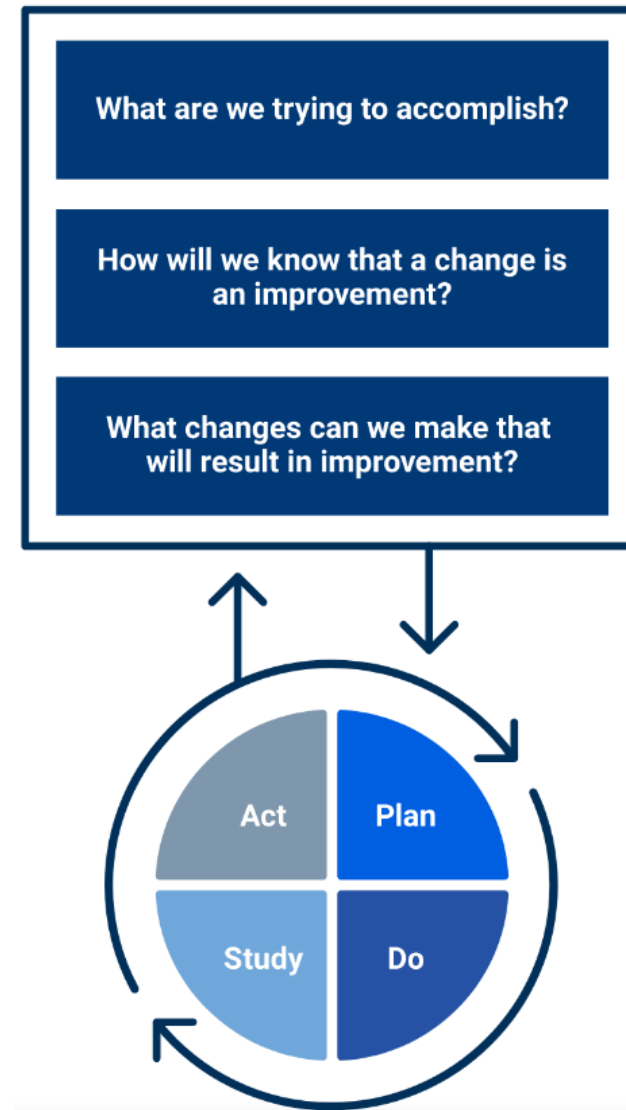 What are we trying to accomplish?
How will we know that a change is
an improvement?
What changes can we make that
will result in improvement?
Act
Plan
Study
Do